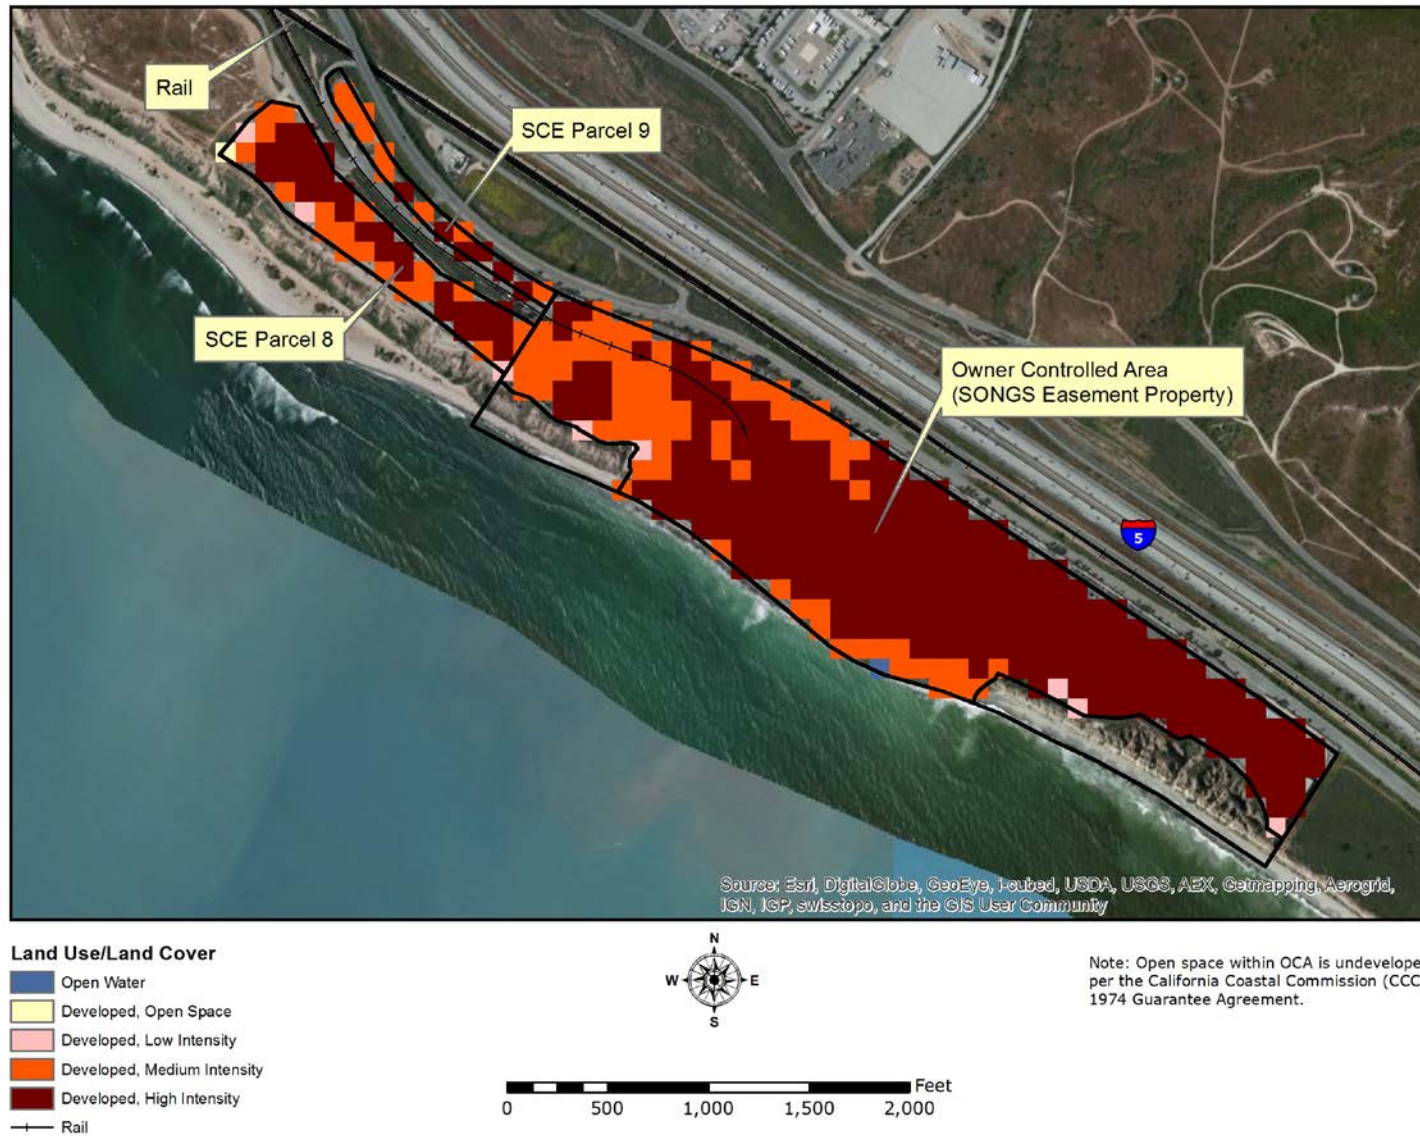 Rail
SCE Parcel 9
SCE Parcel 8
Owner Controlled Area
(SONGS Easement Property)
5
Source: Esri, DigitalGlobe, GeoEye, i-cubed, USDA, USGS, AEX, Getmapping, Aerogrid,
IGN, IGP, swisstopo, and the GIS User Community
Land Use/Land Cover
Open Water
Developed, Open Space
Developed, Low Intensity
Developed, Medium Intensity
Developed, High Intensity
Rail
N
W E
S
Feet
0 500 1,000 1,500 2,000
Note: Open space within OCA is undevelope
per the California Coastal Commission (CCC
1974 Guarantee Agreement.